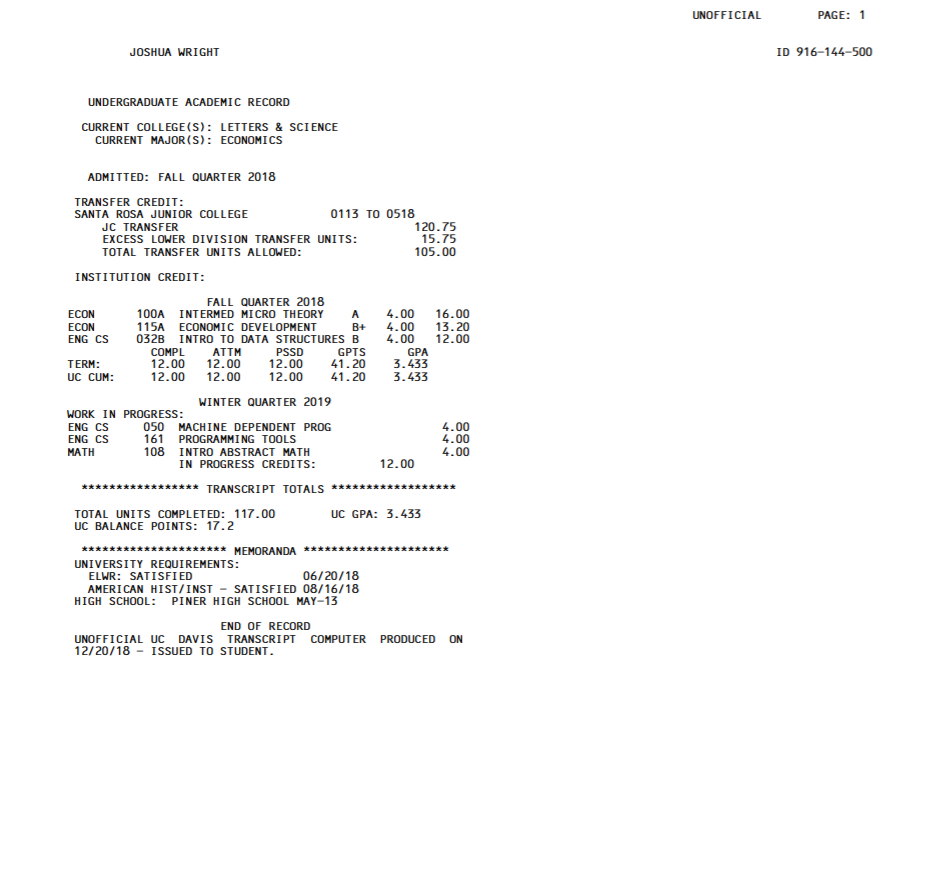 UNOFFICIAL PAGE: 1
JOSHUA WRIGHT ID 916-144-500
UNDERGRADUATE ACADEMIC RECORD
CURRENT COLLEGE(S): LETTERS & SCIENCE
CURRENT MAJOR(S): ECONOMICS
ADMITTED: FALL QUARTER 2018
TRANSFER CREDIT:
SANTA ROSA JUNIOR COLLEGE 0113 TO 0518
JC TRANSFER 120.75
EXCESS LOWER DIVISION TRANSFER UNITS: 15.75
TOTAL TRANSFER UNITS ALLOWED: 105.00
INSTITUTION CREDIT:
FALL QUARTER 2018
ECON 100A INTERMED MICRO THEORY A 4.00 16.00
ECON 115A ECONOMIC DEVELOPMENT B+ 4.00 13.20
ENG CS 032B INTRO TO DATA STRUCTURES B 4.00 12.00
COMPL ATTM PSSD GPTS GPA
TERM: 12.00 12.00 12.00 41.20 3.433
UC CUM: 12.00 12.00 12.00 41.20 3.433
WINTER QUARTER 2019
WORK IN PROGRESS:
ENG CS 050 MACHINE DEPENDENT PROG 4.00
ENG CS 161 PROGRAMMING TOOLS 4.00
MATH 108 INTRO ABSTRACT MATH 4.00
IN PROGRESS CREDITS: 12.00
***************** TRANSCRIPT TOTALS ******************
TOTAL UNITS COMPLETED: 117.00 UC GPA: 3.433
UC BALANCE POINTS: 17.2
********************* MEMORANDA *********************
UNIVERSITY REQUIREMENTS:
ELWR: SATISFIED 06/20/18
AMERICAN HIST/INST - SATISFIED 08/16/18
HIGH SCHOOL: PINER HIGH SCHOOL MAY-13
END OF RECORD
UNOFFICIAL UC DAVIS TRANSCRIPT COMPUTER PRODUCED ON
12/20/18 - ISSUED TO STUDENT.